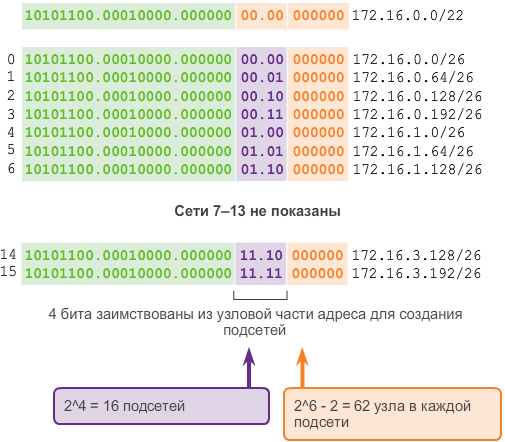 10101100.00010000.000000 00.00 000000 172.16.0.0/22
0 10101100.00010000.000000 00.00 000000 172.16.0.0/26
1 10101100.00010000.000000 00.01 000000 172.16.0.64/26
2 10101100.00010000.000000 00.10 000000 172.16.0.128/26
3 10101100.00010000.000000 00.11 000000 172.16.0.192/26
4 10101100.00010000.000000 01.00 000000 172.16.1.0/26
5 10101100.00010000.000000 01.01 000000 172.16.1.64/26
6 10101100.00010000.000000 01.10 000000 172.16.1.128/26
Сети 7–13 не показаны
14 10101100.00010000.000000 11.10 000000 172.16.3.128/26
15 10101100.00010000.000000 11.11 000000 172.16.3.192/26
4 бита заимствованы из узловой части адреса для создания
подсетей
2^4 = 16 подсетей
2^6 - 2 = 62 узла в каждой
подсети